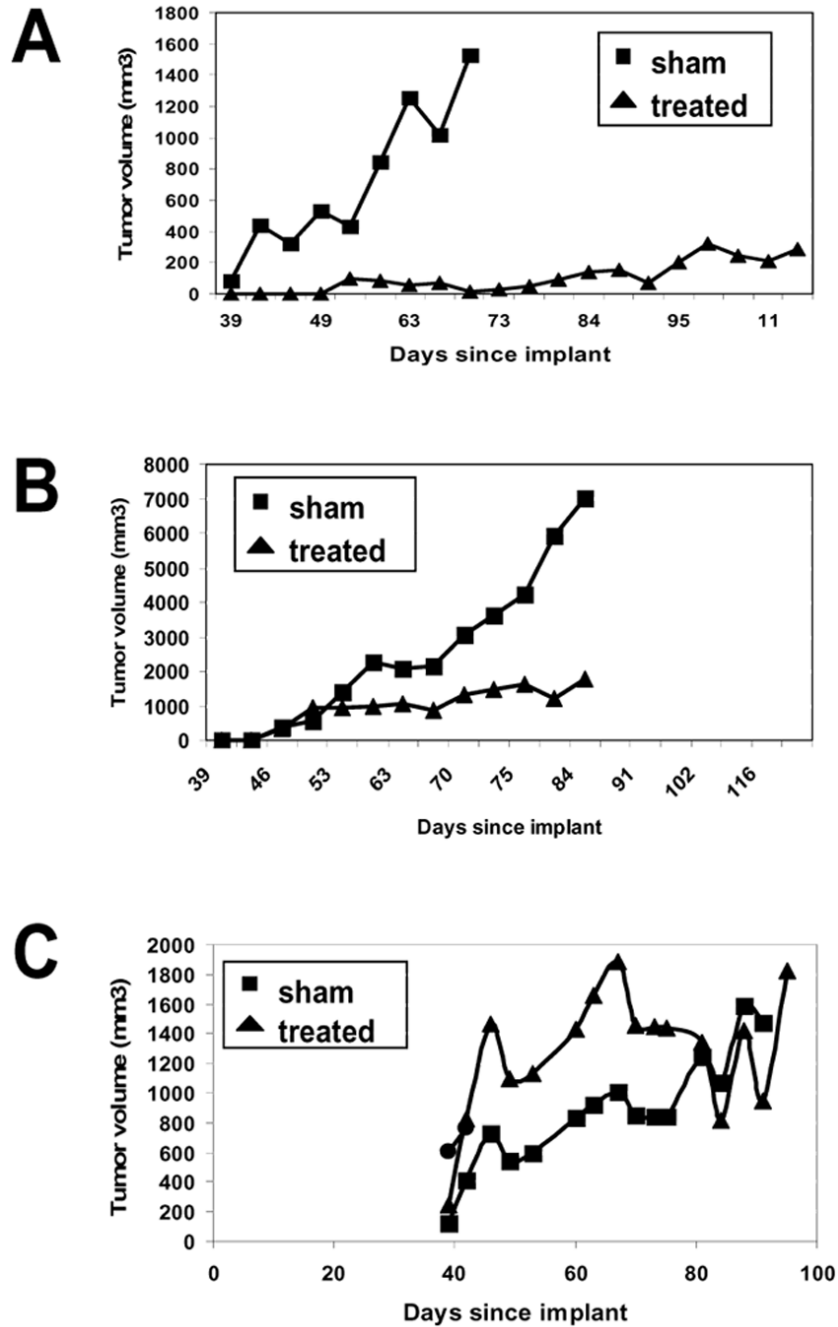 A
1800
1600
1400
1200
1000
800
600
400
200
0
Tumor volume (mm3)
sham
treated
39 49 63 73 84 95 11
Days since implant
B
8000
7000
6000
5000
4000
3000
2000
1000
0
Tumor volume (mm3)
sham
treated
39 46 53 63 70 75 84 91 102 116
Days since implant
C
2000
1800
1600
1400
1200
1000
800
600
400
200
0
Tumor volume (mm3)
sham
treated
0 20 40 60 80 100
Days since implant